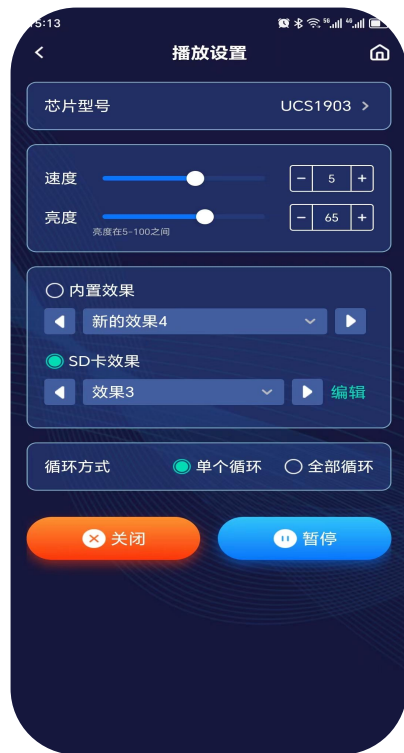 5:13 5G 4G
播放设置
芯片型号 UCS1903 >
速度 - 5 +
亮度 - 65 +
亮度在5-100之间
内置效果
新的效果4
SD卡效果
效果3 编辑
循环方式 单个循环 全部循环
关闭 暂停